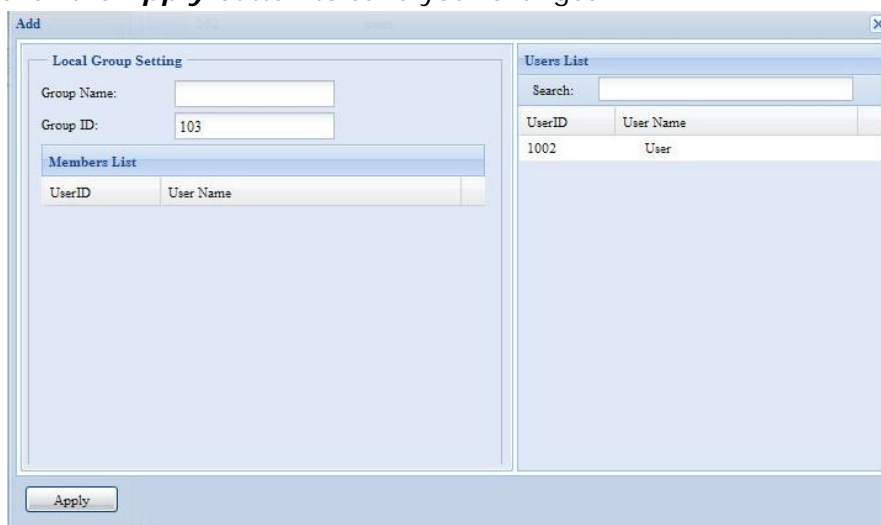 Apply
Add
Local Group Setting
Group Name:
Group ID: 103
Members List
UserID User Name
Users List
Search:
UserID User Name
1002 User
Apply